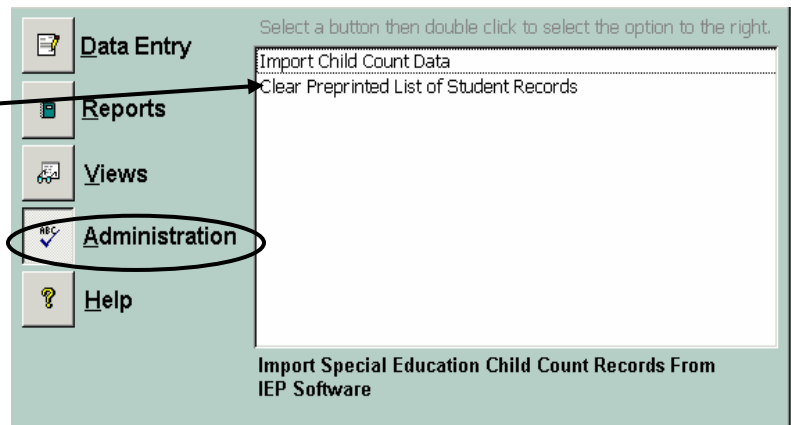 Select a button then double click to select the option to the right.
Data Entry
Import Child Count Data
Clear Preprinted List of Student Records
Reports
Views
ABC
Administration
?
Help
Import Special Education Child Count Records From
IEP Software